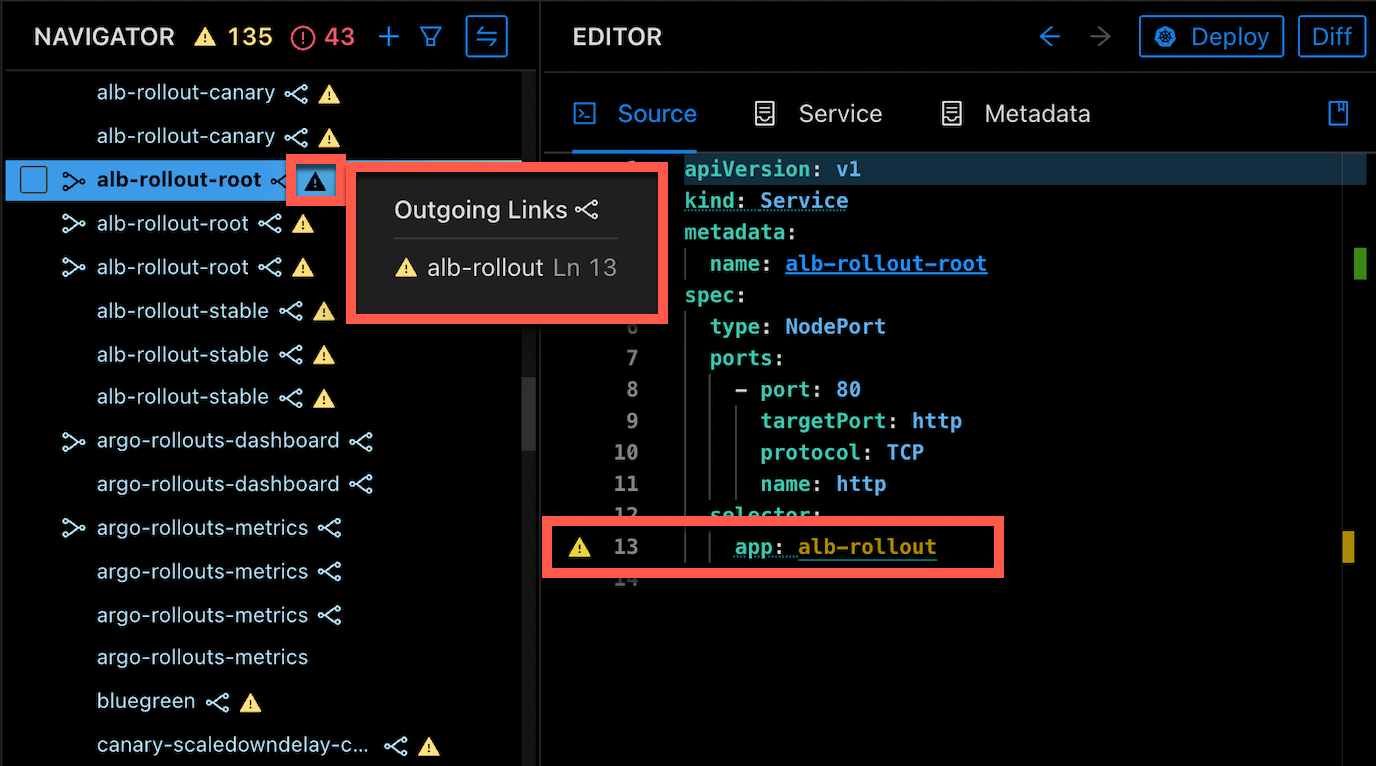 NAVIGATOR 135 43
alb-rollout-canary
alb-rollout-canary
alb-rollout-root
alb-rollout-root
alb-rollout-root
alb-rollout-stable
alb-rollout-stable
alb-rollout-stable
argo-rollouts-dashboard
argo-rollouts-dashboard
argo-rollouts-metrics
argo-rollouts-metrics
argo-rollouts-metrics
argo-rollouts-metrics
bluegreen
canary-scaledowndelay-c...
Outgoing Links
alb-rollout Ln 13
EDITOR Deploy Diff
Source Service Metadata
apiVersion: v1
kind: Service
metadata:
name: alb-rollout-root
spec:
6 type: NodePort
7 ports:
8 - port: 80
9 targetPort: http
10 protocol: TCP
11 name: http
12 selector:
13 app: alb-rollout
14